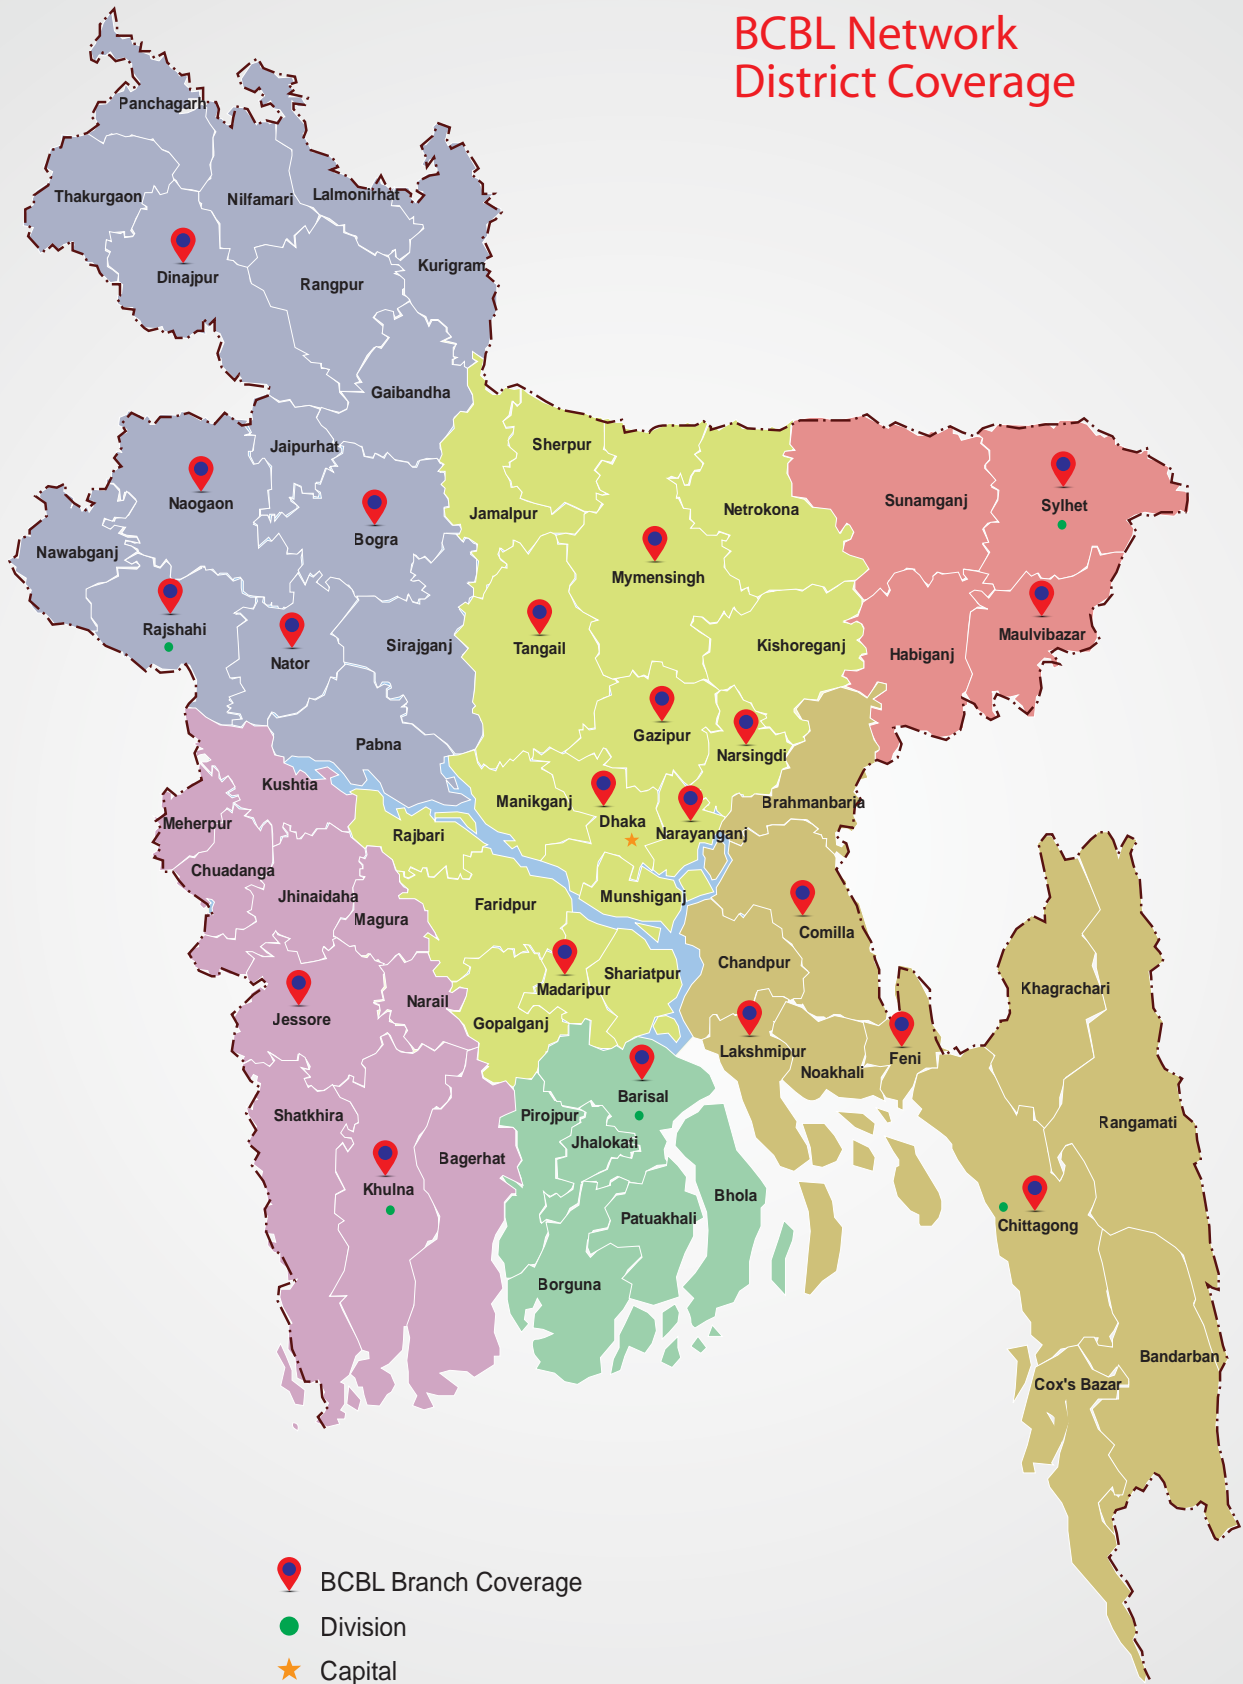 BCBL Network
District Coverage
Panchagarh
Thakurgaon
Nilfamari
Lalmonirhat
Kurigram
Dinajpur
Rangpur
Gaibandha
Jaipurhat
Sherpur
Naogaon
Bogra
Jamalpur
Netrokona
Sunamganj
Sylhet
Nawabganj
Mymensingh
Rajshahi
Nator
Sirajganj
Tangail
Kishoreganj
Habiganj
Maulvibazar
Pabna
Gazipur
Narsingdi
Kushtia
Manikganj
Dhaka
Narayanganj
Brahmanbaria
Meherpur
Rajbari
Chuadanga
Jhinaidaha
Magura
Faridpur
Munshiganj
Comilla
Chandpur
Shariatpur
Madaripur
Khagrachari
Narail
Jessore
Gopalganj
Lakshmipur
Noakhali
Feni
Barisal
Shatkhira
Pirojpur
Jhalokati
Rangamati
Bagerhat
Khulna
Bhola
Patuakhali
Chittagong
Borguna
Bandarban
Cox's Bazar
BCBL Branch Coverage
Division
Capital